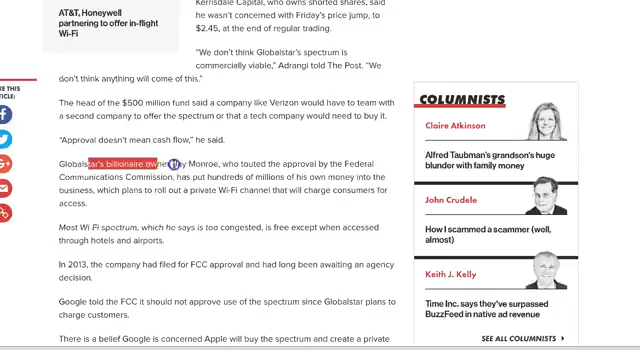 AT&T, Honeywell
partnering to offer in-flight
Wi-Fi
Kerrisdale Capital, who owns shorted shares, said
he wasn't concerned with Friday's price jump, to
$2.45, at the end of regular trading.
“We don't think Globalstar's spectrum is
commercially viable,” Adrangi told The Post. “We
don't think anything will come of this.”
The head of the $500 million fund said a company like Verizon would have to team with
a second company to offer the spectrum or that a tech company would need to buy it.
“Approval doesn't mean cash flow,” he said.
Globalstar's billionaire owner Monroe, who touted the approval by the Federal
Communications Commission, has put hundreds of millions of his own money into the
business, which plans to roll out a private Wi-Fi channel that will charge consumers for
access.
Most Wi Fi spectrum, which he says is too congested, is free except when accessed
through hotels and airports.
In 2013, the company had filed for FCC approval and had long been awaiting an agency
decision.
Google told the FCC it should not approve use of the spectrum since Globalstar plans to
charge customers.
There is a belief Google is concerned Apple will buy the spectrum and create a private
RE THIS
TICLE:
COLUMNISTS
Claire Atkinson
Alfred Taubman's grandson's huge
blunder with family money
John Crudele
How I scammed a scammer (well,
almost)
Keith J. Kelly
Time Inc. says they've surpassed
BuzzFeed in native ad revenue
SEE ALL COLUMNISTS